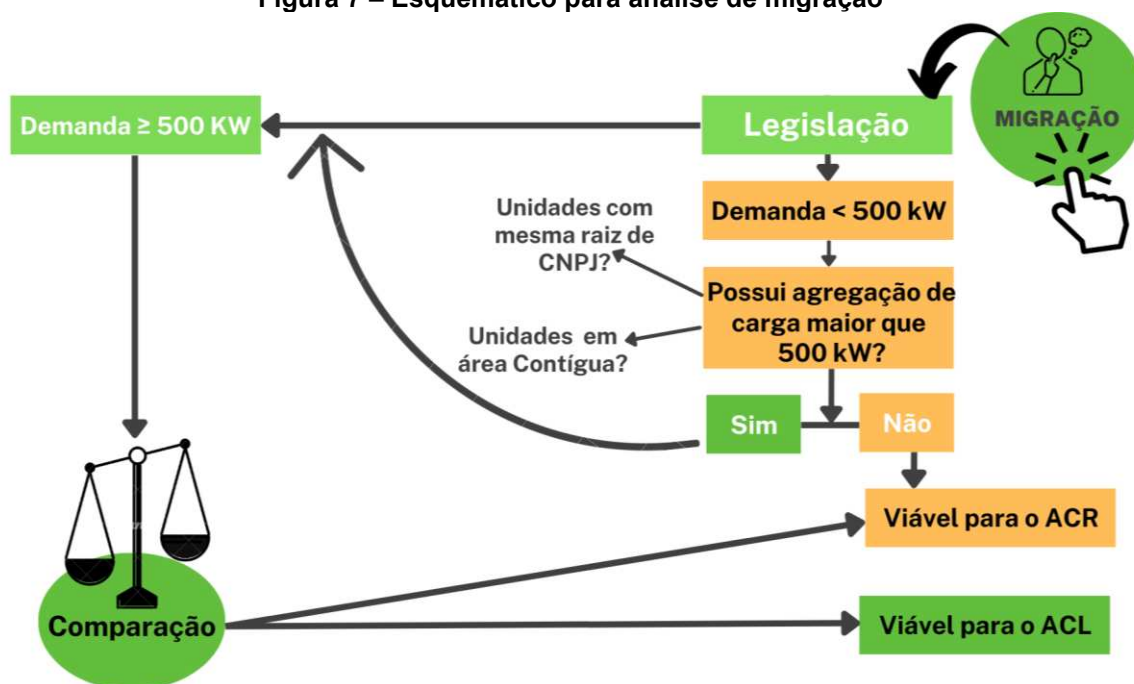 Figura 7 – Esquemático para análise de migração
MIGRAÇÃO
Legislação
Demanda ≥ 500 KW
Demanda < 500 kW
Unidades com
mesma raiz de
CNPJ?
Possui agregação de
carga maior que
500 kW?
Unidades em
área Contígua?
Sim
Não
Viável para o ACR
Comparação
Viável para o ACL